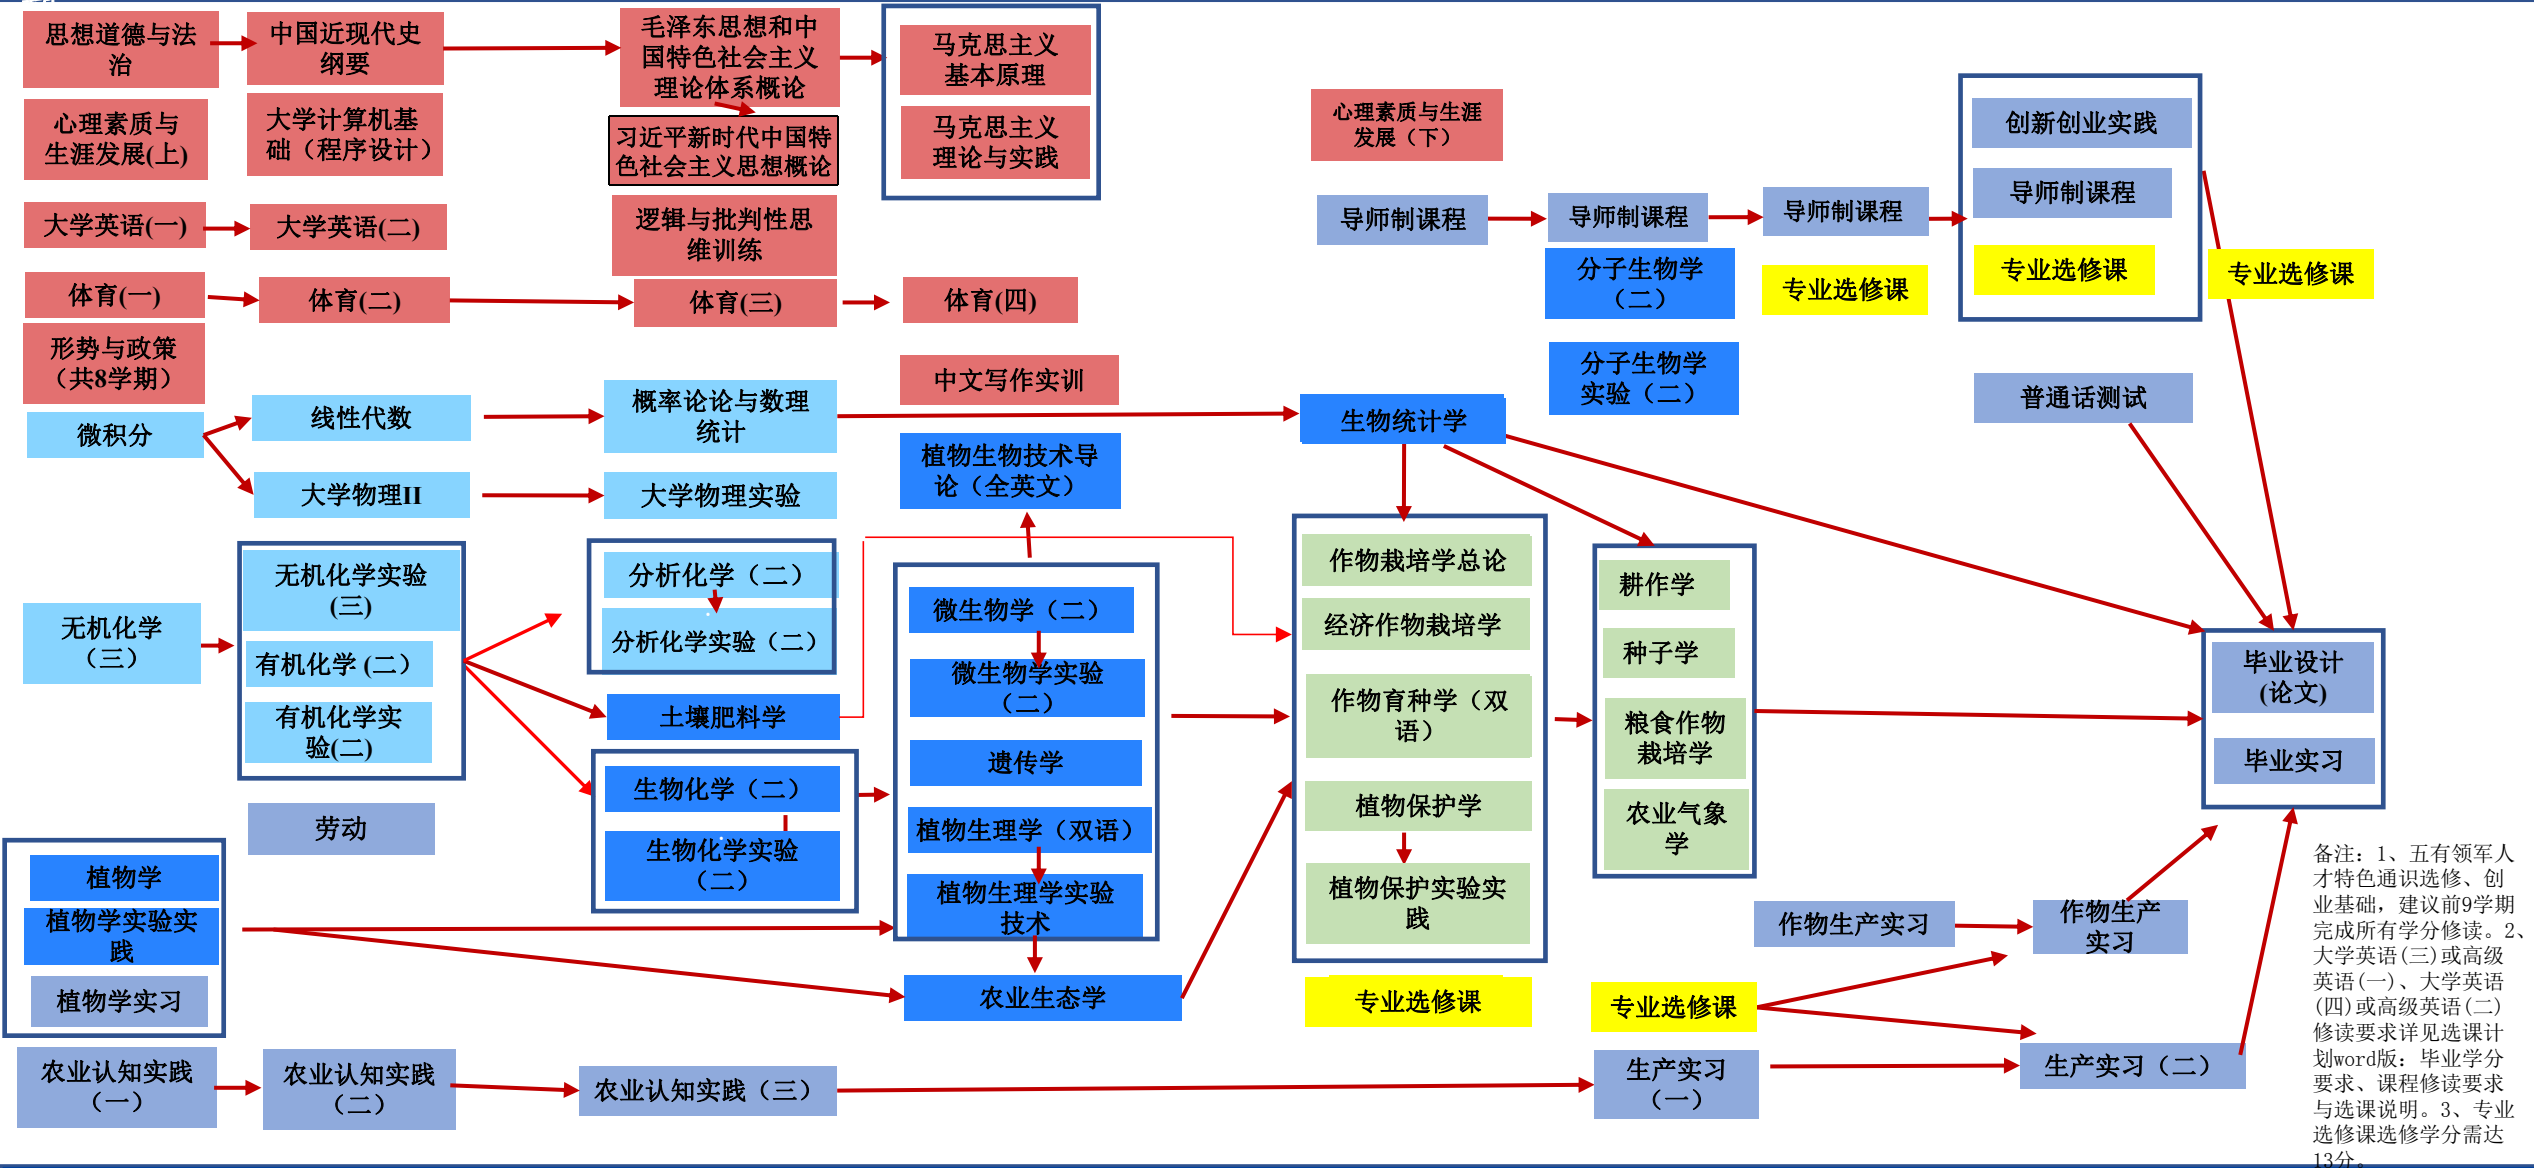 思想道德与法
治
中国近现代史
纲要
毛泽东思想和中
国特色社会主义
理论体系概论
马克思主义
基本原理
心理素质与
生涯发展(上)
大学计算机基
础（程序设计）
习近平新时代中国特
色社会主义思想概论
马克思主义
理论与实践
心理素质与生涯
发展（下）
创新创业实践
大学英语(一)
大学英语(二)
逻辑与批判性思
维训练
导师制课程
导师制课程
导师制课程
导师制课程
体育(一)
体育(二)
体育(三)
体育(四)
分子生物学
（二）
专业选修课
专业选修课
专业选修课
形势与政策
（共8学期）
中文写作实训
分子生物学
实验（二）
普通话测试
微积分
线性代数
概率论论与数理
统计
生物统计学
大学物理II
大学物理实验
植物生物技术导
论（全英文）
无机化学
（三）
无机化学实验
(三)
有机化学 (二）
有机化学实
验(二)
分析化学（二）
分析化学实验（二）
土壤肥料学
生物化学（二）
生物化学实验
（二）
微生物学（二）
微生物学实验
（二）
遗传学
植物生理学（双语）
植物生理学实验
技术
作物栽培学总论
经济作物栽培学
作物育种学（双
语）
植物保护学
植物保护实验实
践
耕作学
种子学
粮食作物
栽培学
农业气象
学
毕业设计
(论文)
毕业实习
劳动
植物学
植物学实验实
践
植物学实习
农业生态学
专业选修课
专业选修课
作物生产实习
作物生产
实习
农业认知实践
（一）
农业认知实践
（二）
农业认知实践（三）
生产实习
（一）
生产实习（二）
备注：1、五有领军人
才特色通识选修、创
业基础，建议前9学期
完成所有学分修读。2、
大学英语(三)或高级
英语(一)、大学英语
(四)或高级英语(二)
修读要求详见选课计
划word版：毕业学分
要求、课程修读要求
与选课说明。3、专业
选修课选修学分需达
13分。